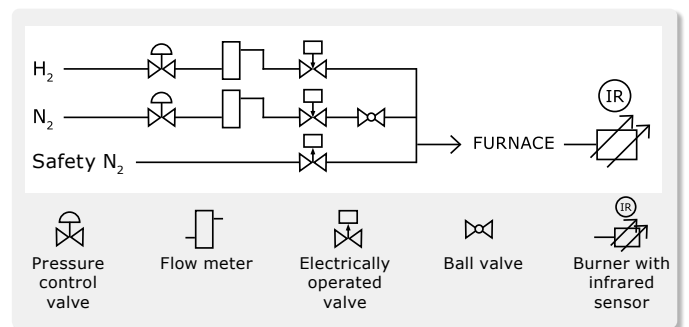 H₂
IR
N₂
FURNACE
Safety N₂
IR
Pressure
control
valve
Flow meter
Electrically
operated
valve
Ball valve
Burner with
infrared
sensor